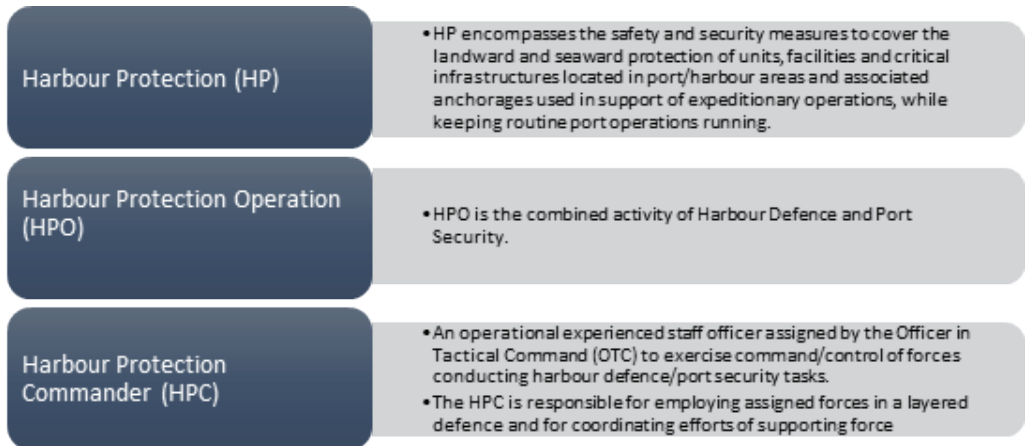 Harbour Protection (HP)
•HP encompasses the safety and security measures to cover the
landward and seaward protection of units, facilities and critical
infrastructures located in port/harbour areas and associated
anchorages used in support of expeditionary operations, while
keeping routine port operations running.
Harbour Protection Operation
(HPO)
•HPO is the combined activity of Harbour Defence and Port
Security.
Harbour Protection
Commander (HPC)
•An operational experienced staff officer assigned by the Officer in
Tactical Command (OTC) to exercise command/control of forces
conducting harbour defence/port security tasks.
•The HPC is responsible for employing assigned forces in a layered
defence and for coordinating efforts of supporting force